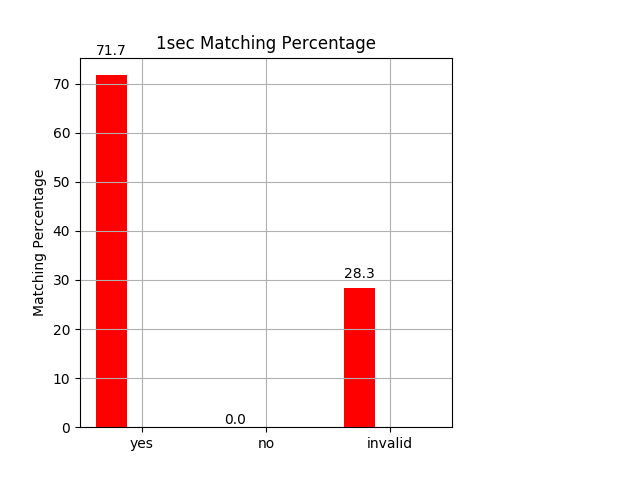 71.7
1sec Matching Percentage
70
60
50
40
30
20
10
0
Matching Percentage
28.3
0.0
yes
no
invalid